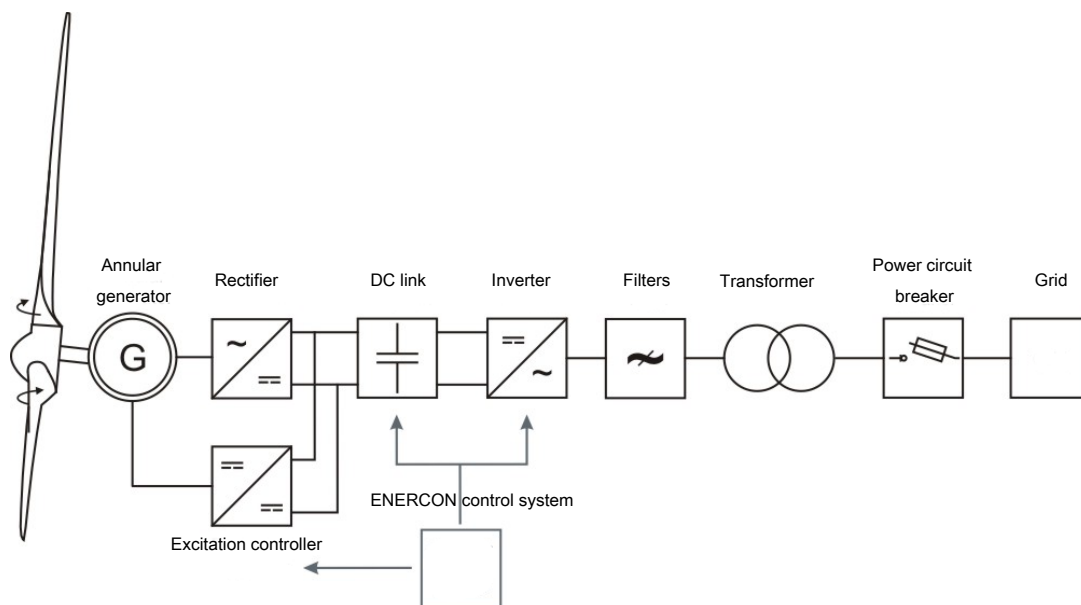 Annular
generator
Rectifier
DC link
Inverter
Filters
Transformer
Power circuit
breaker
Grid
G
ENERCON control system
Excitation controller